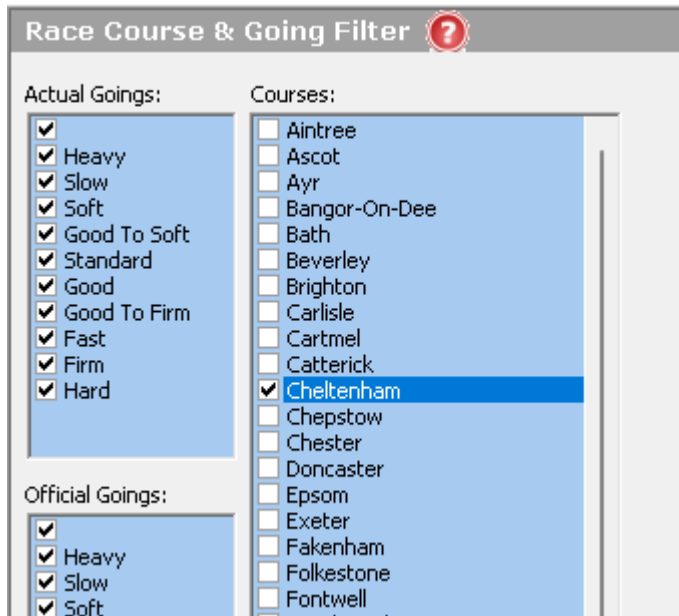 Race Course & Going Filter ?
Actual Goings:
Heavy
Slow
Soft
Good To Soft
Standard
Good
Good To Firm
Fast
Firm
Hard
Official Goings:
Heavy
Slow
Soft
Courses:
Aintree
Ascot
Ayr
Bangor-On-Dee
Bath
Beverley
Brighton
Carlisle
Cartmel
Catterick
Cheltenham
Chepstow
Chester
Doncaster
Epsom
Exeter
Fakenham
Folkestone
Fontwell